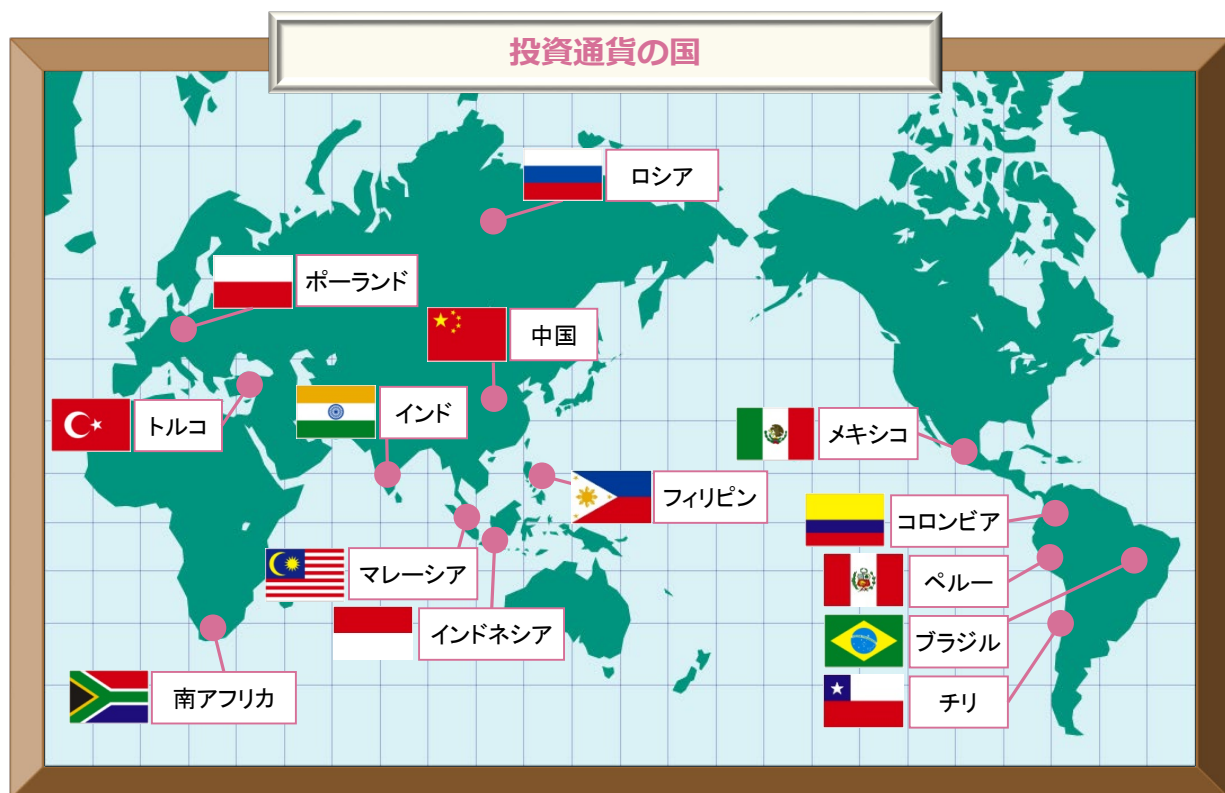 投資通貨の国
ロシア
ポーランド
中国
トルコ
インド
メキシコ
フィリピン
コロンビア
マレーシア
ペルー
インドネシア
ブラジル
南アフリカ
チリ